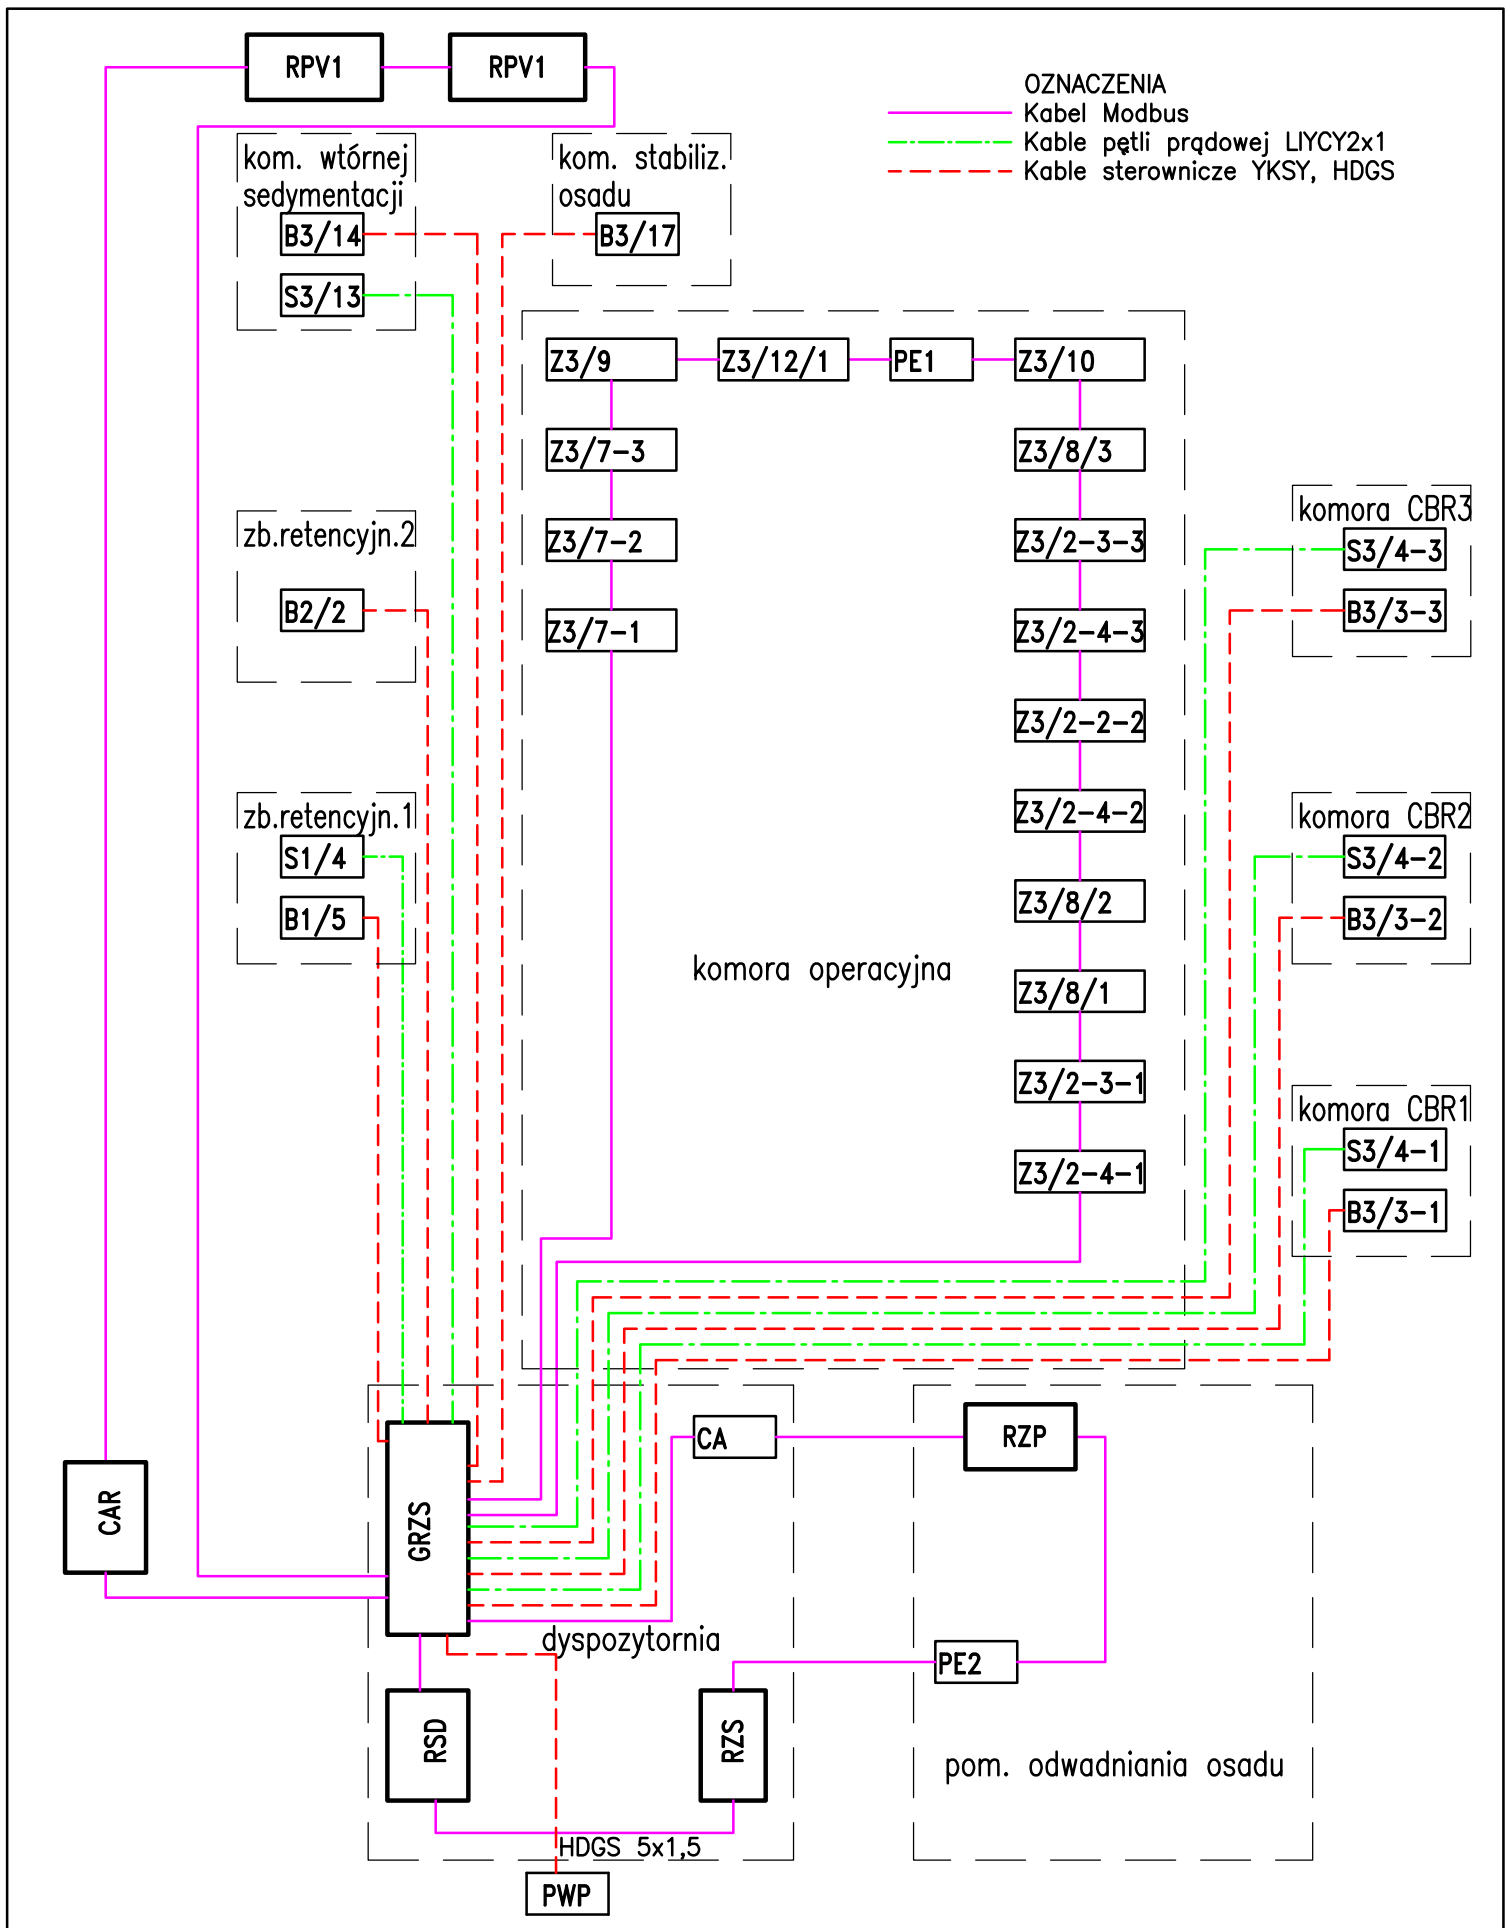 RPV1
RPV1
OZNACZENIA
Kabel Modbus
Kable pętli prądowej LIYCY2x1
Kable sterownicze YKSY, HDGS
kom. wtórnej
sedymentacji
B3/14
S3/13
kom. stabiliz.
osadu
B3/17
Z3/9
Z3/12/1
PE1
Z3/10
Z3/7-3
Z3/8/3
Z3/7-2
Z3/2-3-3
Z3/7-1
Z3/2-4-3
Z3/2-2-2
Z3/2-4-2
Z3/8/2
komora operacyjna
Z3/8/1
Z3/2-3-1
Z3/2-4-1
zb.retencyjn.2
B2/2
zb.retencyjn.1
S1/4
B1/5
komora CBR3
S3/4-3
B3/3-3
komora CBR2
S3/4-2
B3/3-2
komora CBR1
S3/4-1
B3/3-1
CAR
GRZS
CA
RZP
dyspozytornia
PE2
RSD
RZS
pom. odwadniania osadu
HDGS 5x1,5
PWP